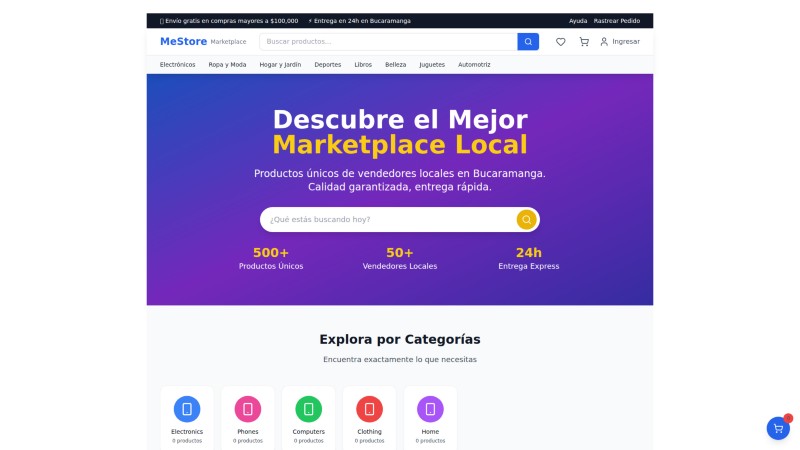 Envío gratis en compras mayores a $100,000 ⚡ Entrega en 24h en Bucaramanga Ayuda Rastrear Pedido
MeStore Marketplace Buscar productos... Ingresar
Electrónicos Ropa y Moda Hogar y Jardín Deportes Libros Belleza Juguetes Automotriz
Descubre el Mejor
Marketplace Local
Productos únicos de vendedores locales en Bucaramanga.
Calidad garantizada, entrega rápida.
¿Qué estás buscando hoy?
500+ 50+ 24h
Productos Únicos Vendedores Locales Entrega Express
Explora por Categorías
Encuentra exactamente lo que necesitas
Electronics Phones Computers Clothing Home
0 productos 0 productos 0 productos 0 productos 0 productos